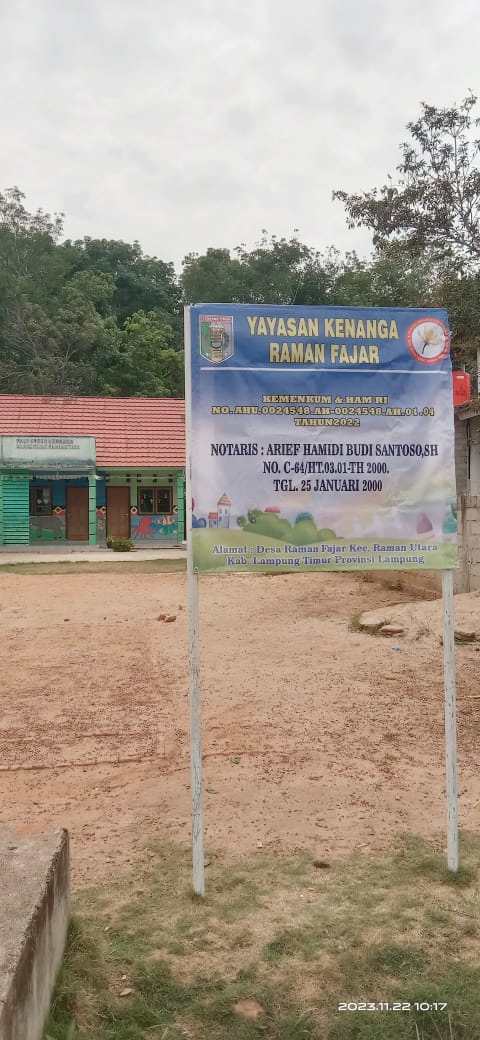 YAYASAN KENANGA
RAMAN FAJAR
KEMENKUM & HAM RI
NO. AHU.0024548.AH-0024548.AH.01.04
TAHUN2022
NOTARIS : ARIEF HAMIDI BUDI SANTOSO,SH
NO. C-64/HT.03.01-TH 2000.
TGL. 25 JANUARI 2000
Alamat : Desa Raman Fajar Kec. Raman Utara
Kab. Lampung Timur Provinsi Lampung
2023.11.22 10:17